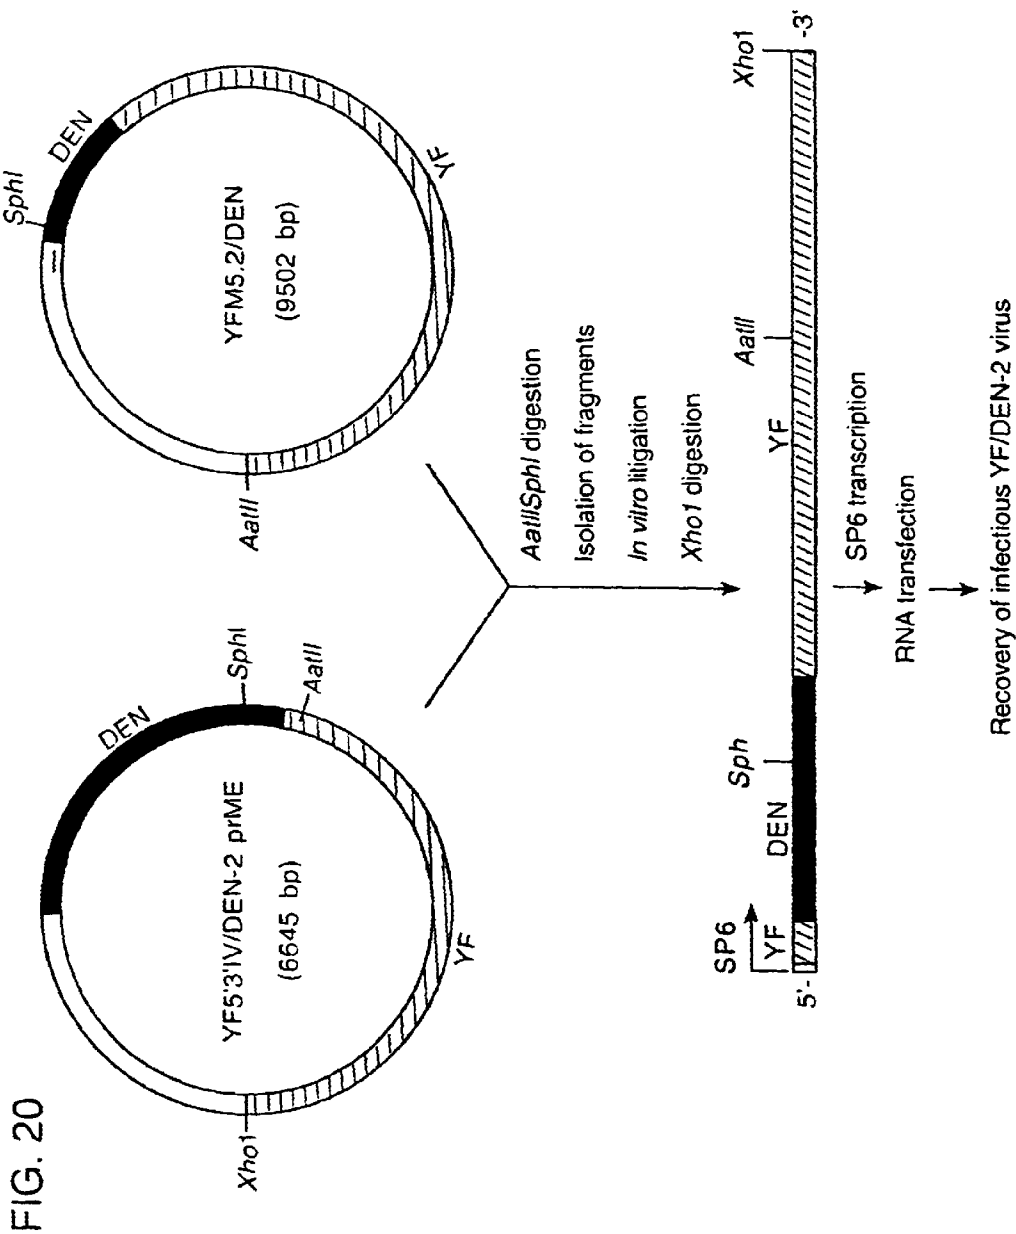 FIG. 20
Xho1
DEN
SphI
AatII
YF
YF5'3'IV/DEN-2 prME
(6645 bp)
AatII
SphI
DEN
YF
YFM5.2/DEN
(9502 bp)
AatII/SphI digestion
Isolation of fragments
In vitro litigation
Xho1 digestion
SP6
YF
DEN
Sph
YF
AatII
Xho1
5'-
-3'
SP6 transcription
RNA transfection
Recovery of infectious YF/DEN-2 virus